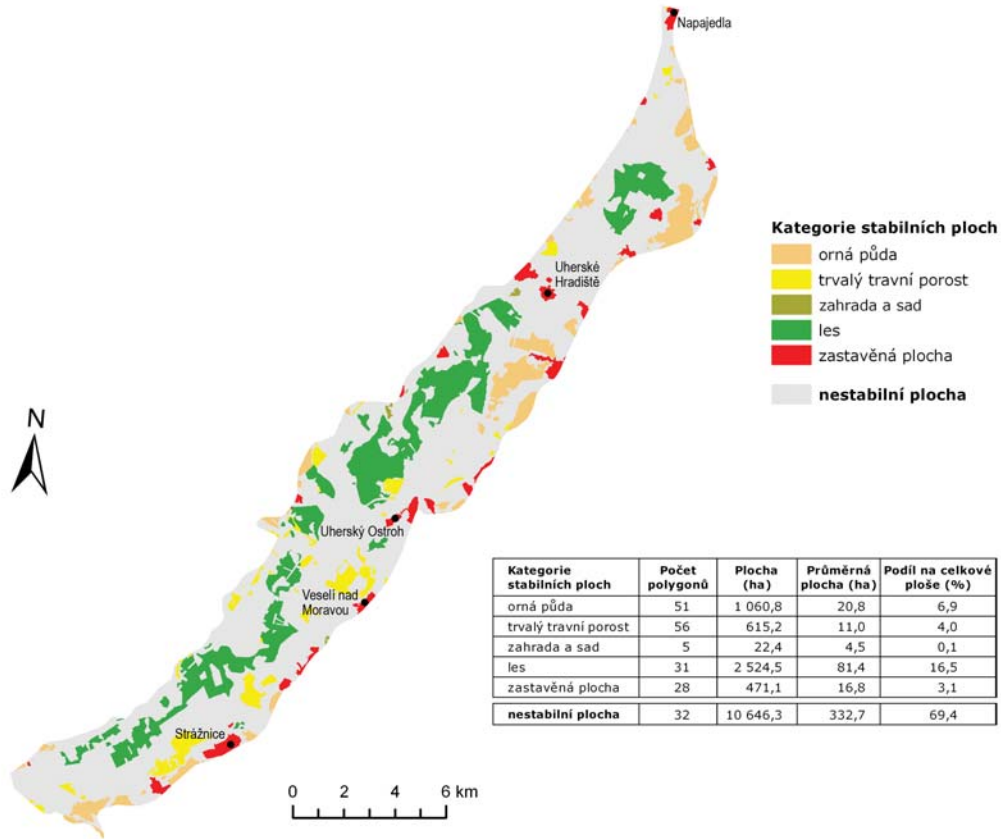 Napajedla
Kategorie stabilních ploch
orná půda
trvalý travní porost
zahrada a sad
les
zastavěná plocha
nestabilní plocha
Uherské
Hradiště
N
Uherský Ostroh
Veselí nad
Moravou
Strážnice
0 2 4 6 km
Kategorie stabilních ploch Počet polygonů Plocha (ha) Průměrná plocha (ha) Podíl na celkové ploše (%)
orná půda 51 1 060,8 20,8 6,9
trvalý travní porost 56 615,2 11,0 4,0
zahrada a sad 5 22,4 4,5 0,1
les 31 2 524,5 81,4 16,5
zastavěná plocha 28 471,1 16,8 3,1
nestabilní plocha 32 10 646,3 332,7 69,4